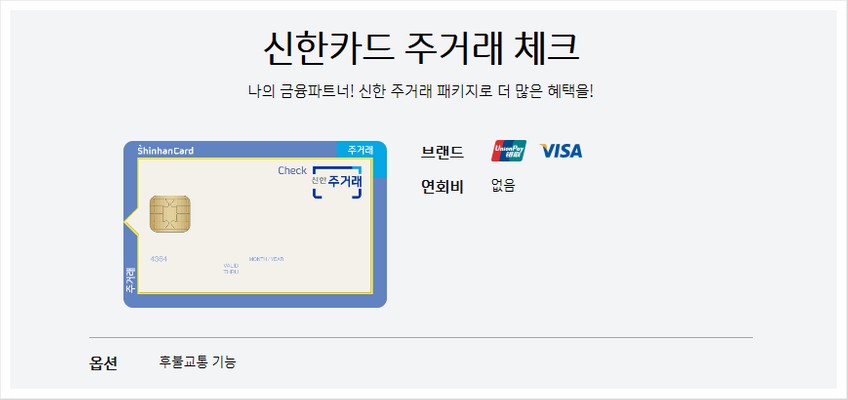 신한카드 주거래 체크
나의 금융파트너! 신한 주거래 패키지로 더 많은 혜택을!
ShinhanCard
주거래
Check
신한 주거래
4364
VALID THRU
MONTH/YEAR
주거래
브랜드 UnionPay 银联 VISA
연회비 없음
옵션 후불교통 기능